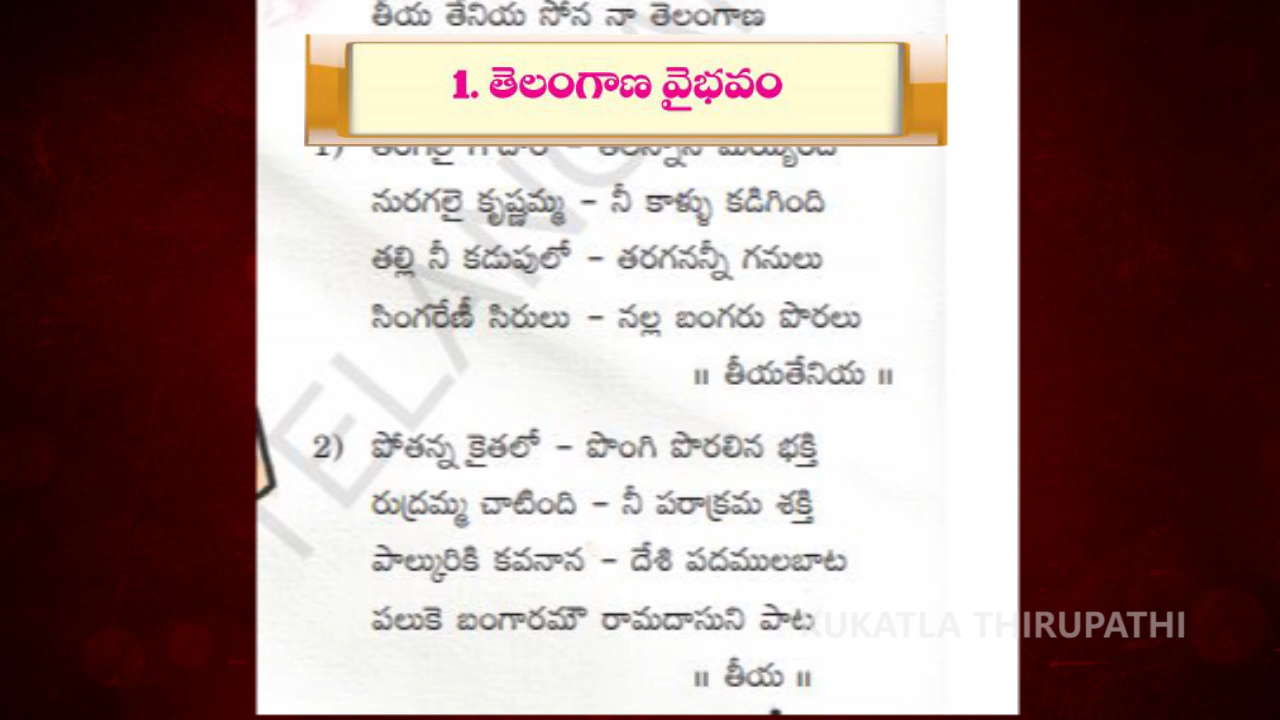 తీయ తేనియ సోన నా తెలంగాణ
1. తెలంగాణ వైభవం
1)
నురగలై కృష్ణమ్మ – నీ కాళ్ళు కడిగింది
తల్లి నీ కడుపులో – తరగనన్నీ గనులు
సింగరేణీ సిరులు – నల్ల బంగరు పొరలు
॥ తీయతేనియ ॥
2) పోతన్న కైతలో – పొంగి పొరలిన భక్తి
రుద్రమ్మ చాటింది – నీ పరాక్రమ శక్తి
పాల్కురికి కవనాన – దేశి పదములబాట
పలుకె బంగారమౌ రామదాసుని పాట
KUKATLA THIRUPATHI
॥ తీయ ॥